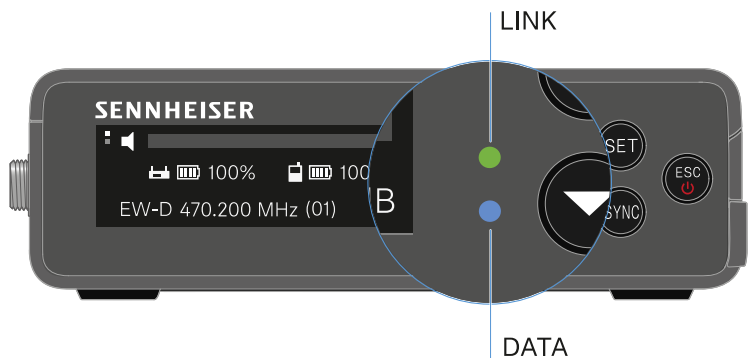 LINK
SENNHEISER
SET
ESC
100%
100
EW-D 470.200 MHz (01)
B
SYNC
DATA